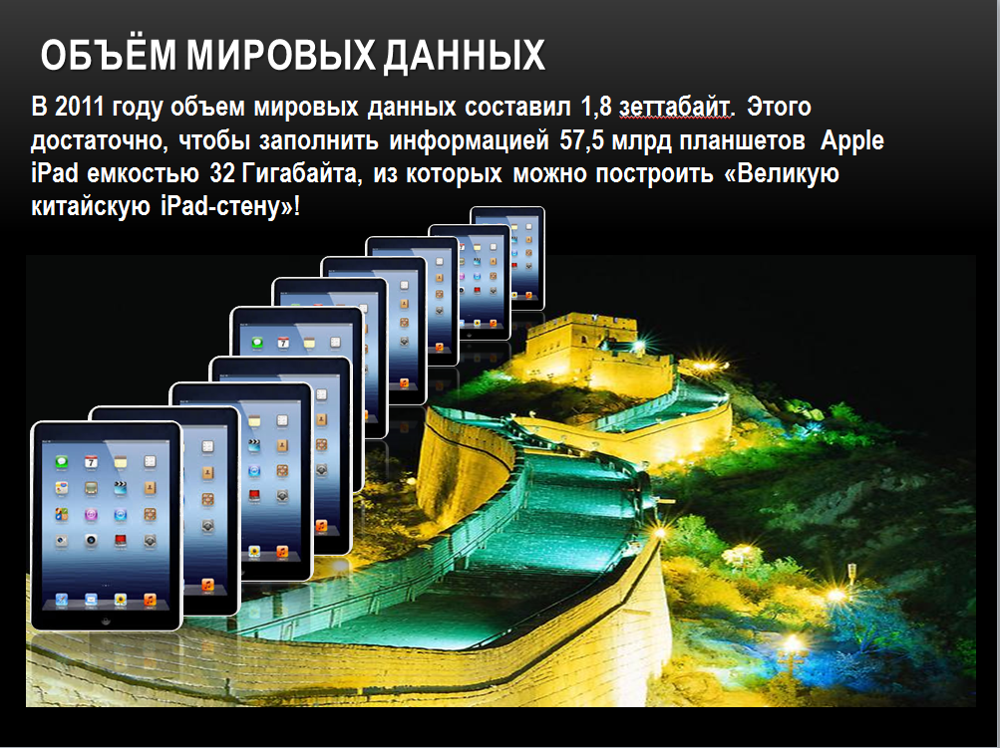 ОБЪЁМ МИРОВЫХ ДАННЫХ
В 2011 году объем мировых данных составил 1,8 зеттабайт. Этого
достаточно, чтобы заполнить информацией 57,5 млрд планшетов Apple
iPad емкостью 32 Гигабайта, из которых можно построить «Великую
китайскую iPad-стену»!